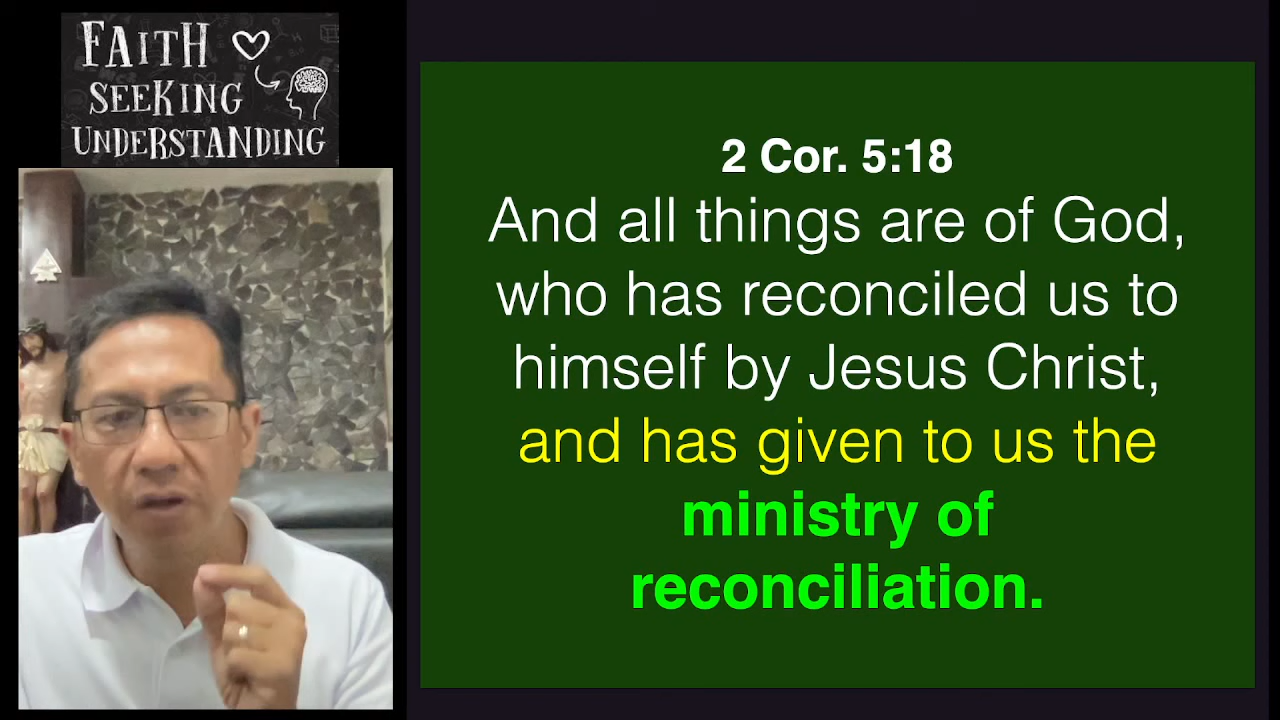 FAITH
SEEKING
UNDERSTANDING
2 Cor. 5:18
And all things are of God,
who has reconciled us to
himself by Jesus Christ,
and has given to us the
ministry of
reconciliation.